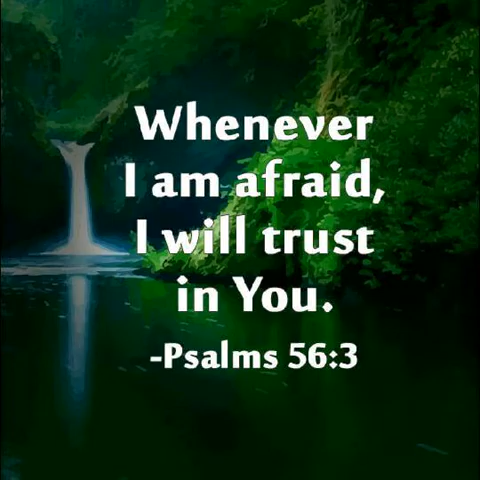 Whenever
I am afraid,
I will trust
in You.
-Psalms 56:3